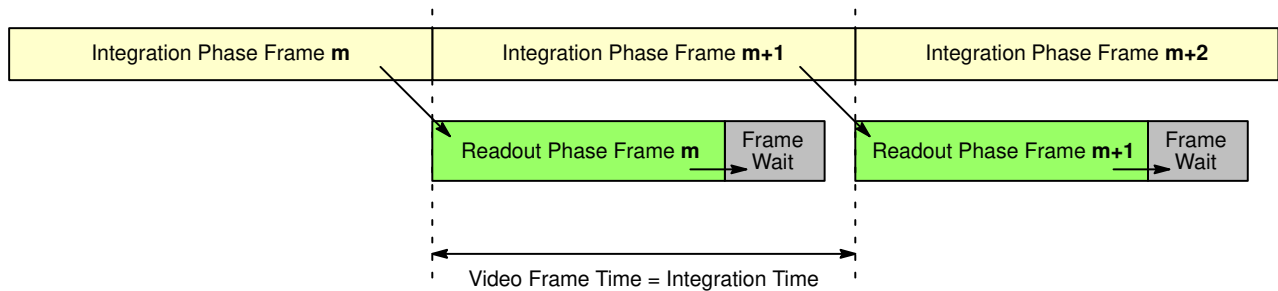 Integration Phase Frame m
Integration Phase Frame m+1
Integration Phase Frame m+2
Readout Phase Frame m
Frame
Wait
Readout Phase Frame m+1
Frame
Wait
Video Frame Time = Integration Time